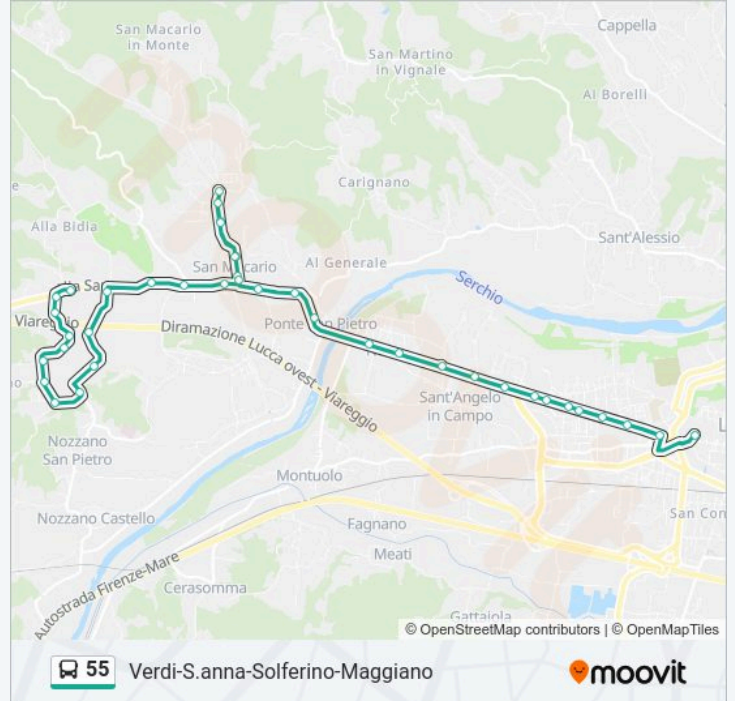 San Macario
in Monte
Cappella
San Martino
in Vignale
Al Borelli
Carignano
Alla Bidia
Sant'Alessio
San Macario
Al Generale
Serchio
Viareggio
Diramazione Lucca ovest - Viareggio
Ponte San Pietro
Sant'Angelo
in Campo
L
Nozzano
San Pietro
Montuolo
Nozzano Castello
San Con
Fagnano
Meati
Autostrada Firenze-Mare
Cerasomma
Gattaiola
© OpenStreetMap contributors | © OpenMapTiles
55 Verdi-S.anna-Solferino-Maggiano
moovit